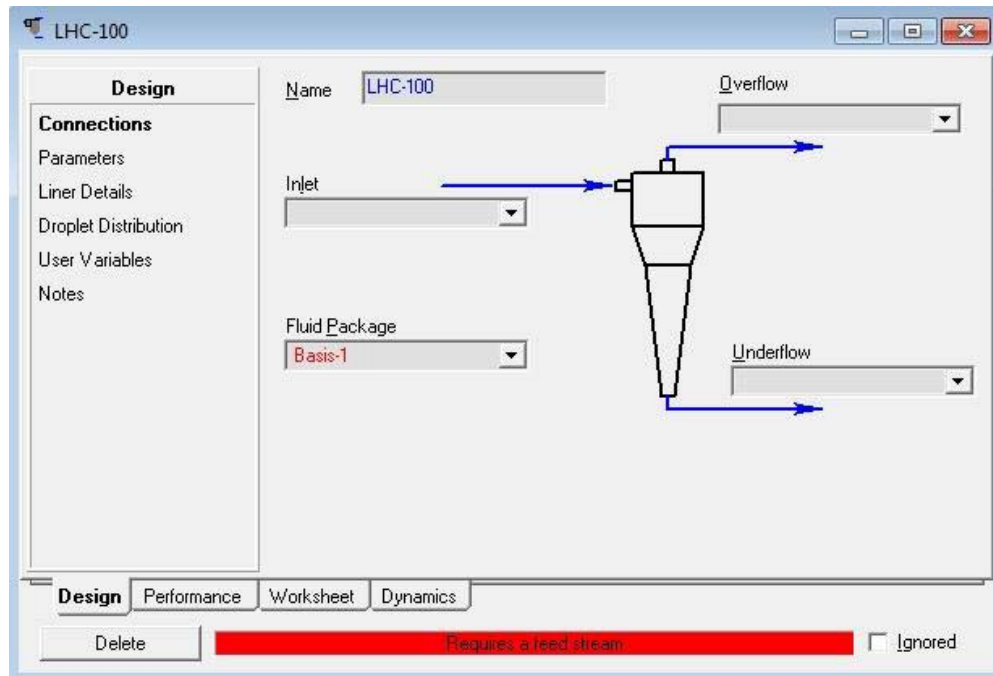 LHC-100
Design
Connections
Parameters
Liner Details
Droplet Distribution
User Variables
Notes
Name LHC-100
Overflow
Inlet
Fluid Package
Basis-1
Underflow
Design Performance Worksheet Dynamics
Delete Requires a feed stream Ignored